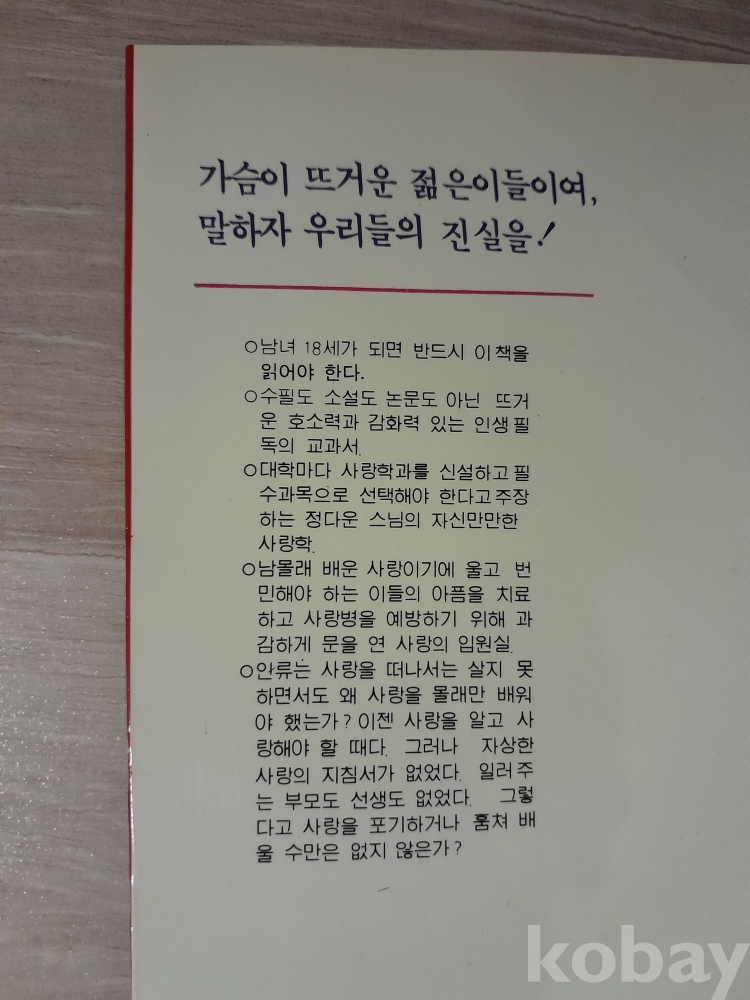 가슴이 뜨거운 젊은이들이여,
말하자 우리들의 진실을!
○남녀 18세가 되면 반드시 이책을
읽어야 한다.
○수필도 소설도 논문도 아닌 뜨거
운 호소력과 감화력 있는 인생필
독의 교과서.
○대학마다 사랑학과를 신설하고 필
수과목으로 선택해야 한다고 주장
하는 정다운 스님의 자신만만한
사랑학.
○남몰래 배운 사랑이기에 울고 번
민해야 하는 이들의 아픔을 치료
하고 사랑병을 예방하기 위해 과
감하게 문을 연 사랑의 입원실.
○인류는 사랑을 떠나서는 살지 못
하면서도 왜 사랑을 몰래만 배워
야 했는가? 이젠 사랑을 알고 사
랑해야 할 때다. 그러나 자상한
사랑의 지침서가 없었다. 일러주
는 부모도 선생도 없었다. 그렇
다고 사랑을 포기하거나 훔쳐 배
울 수만은 없지 않은가?
kobay